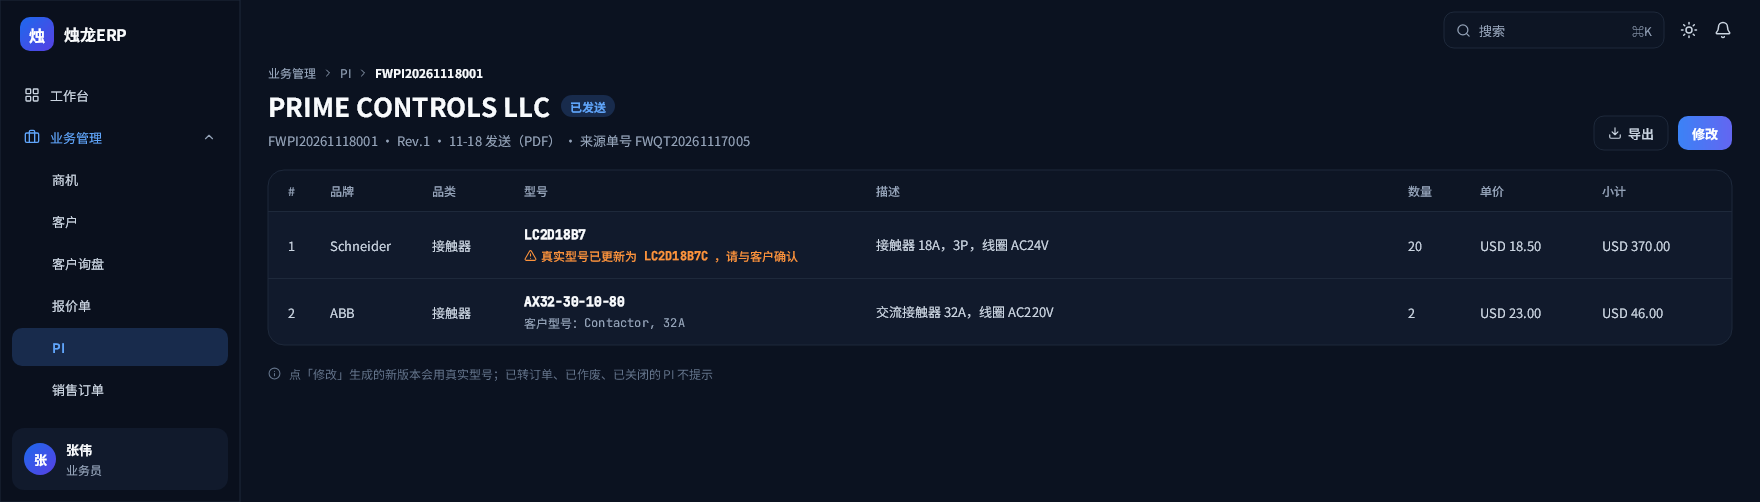 烛 烛龙ERP
搜索 ⌘K
工作台
业务管理
商机
客户
客户询盘
报价单
PI
销售订单
张 张伟
业务员
业务管理 > PI > FWPI20261118001
PRIME CONTROLS LLC 已发送
FWPI20261118001 • Rev.1 • 11-18 发送（PDF） • 来源单号 FWQT20261117005
导出 修改
# 品牌 品类 型号 描述 数量 单价 小计
1 Schneider 接触器 LC2D18B7 接触器 18A，3P，线圈 AC24V 20 USD 18.50 USD 370.00
真实型号已更新为 LC2D18B7C ，请与客户确认
2 ABB 接触器 AX32-30-10-80 交流接触器 32A，线圈 AC220V 2 USD 23.00 USD 46.00
客户型号：Contactor, 32A
点「修改」生成的新版本会用真实型号；已转订单、已作废、已关闭的 PI 不提示